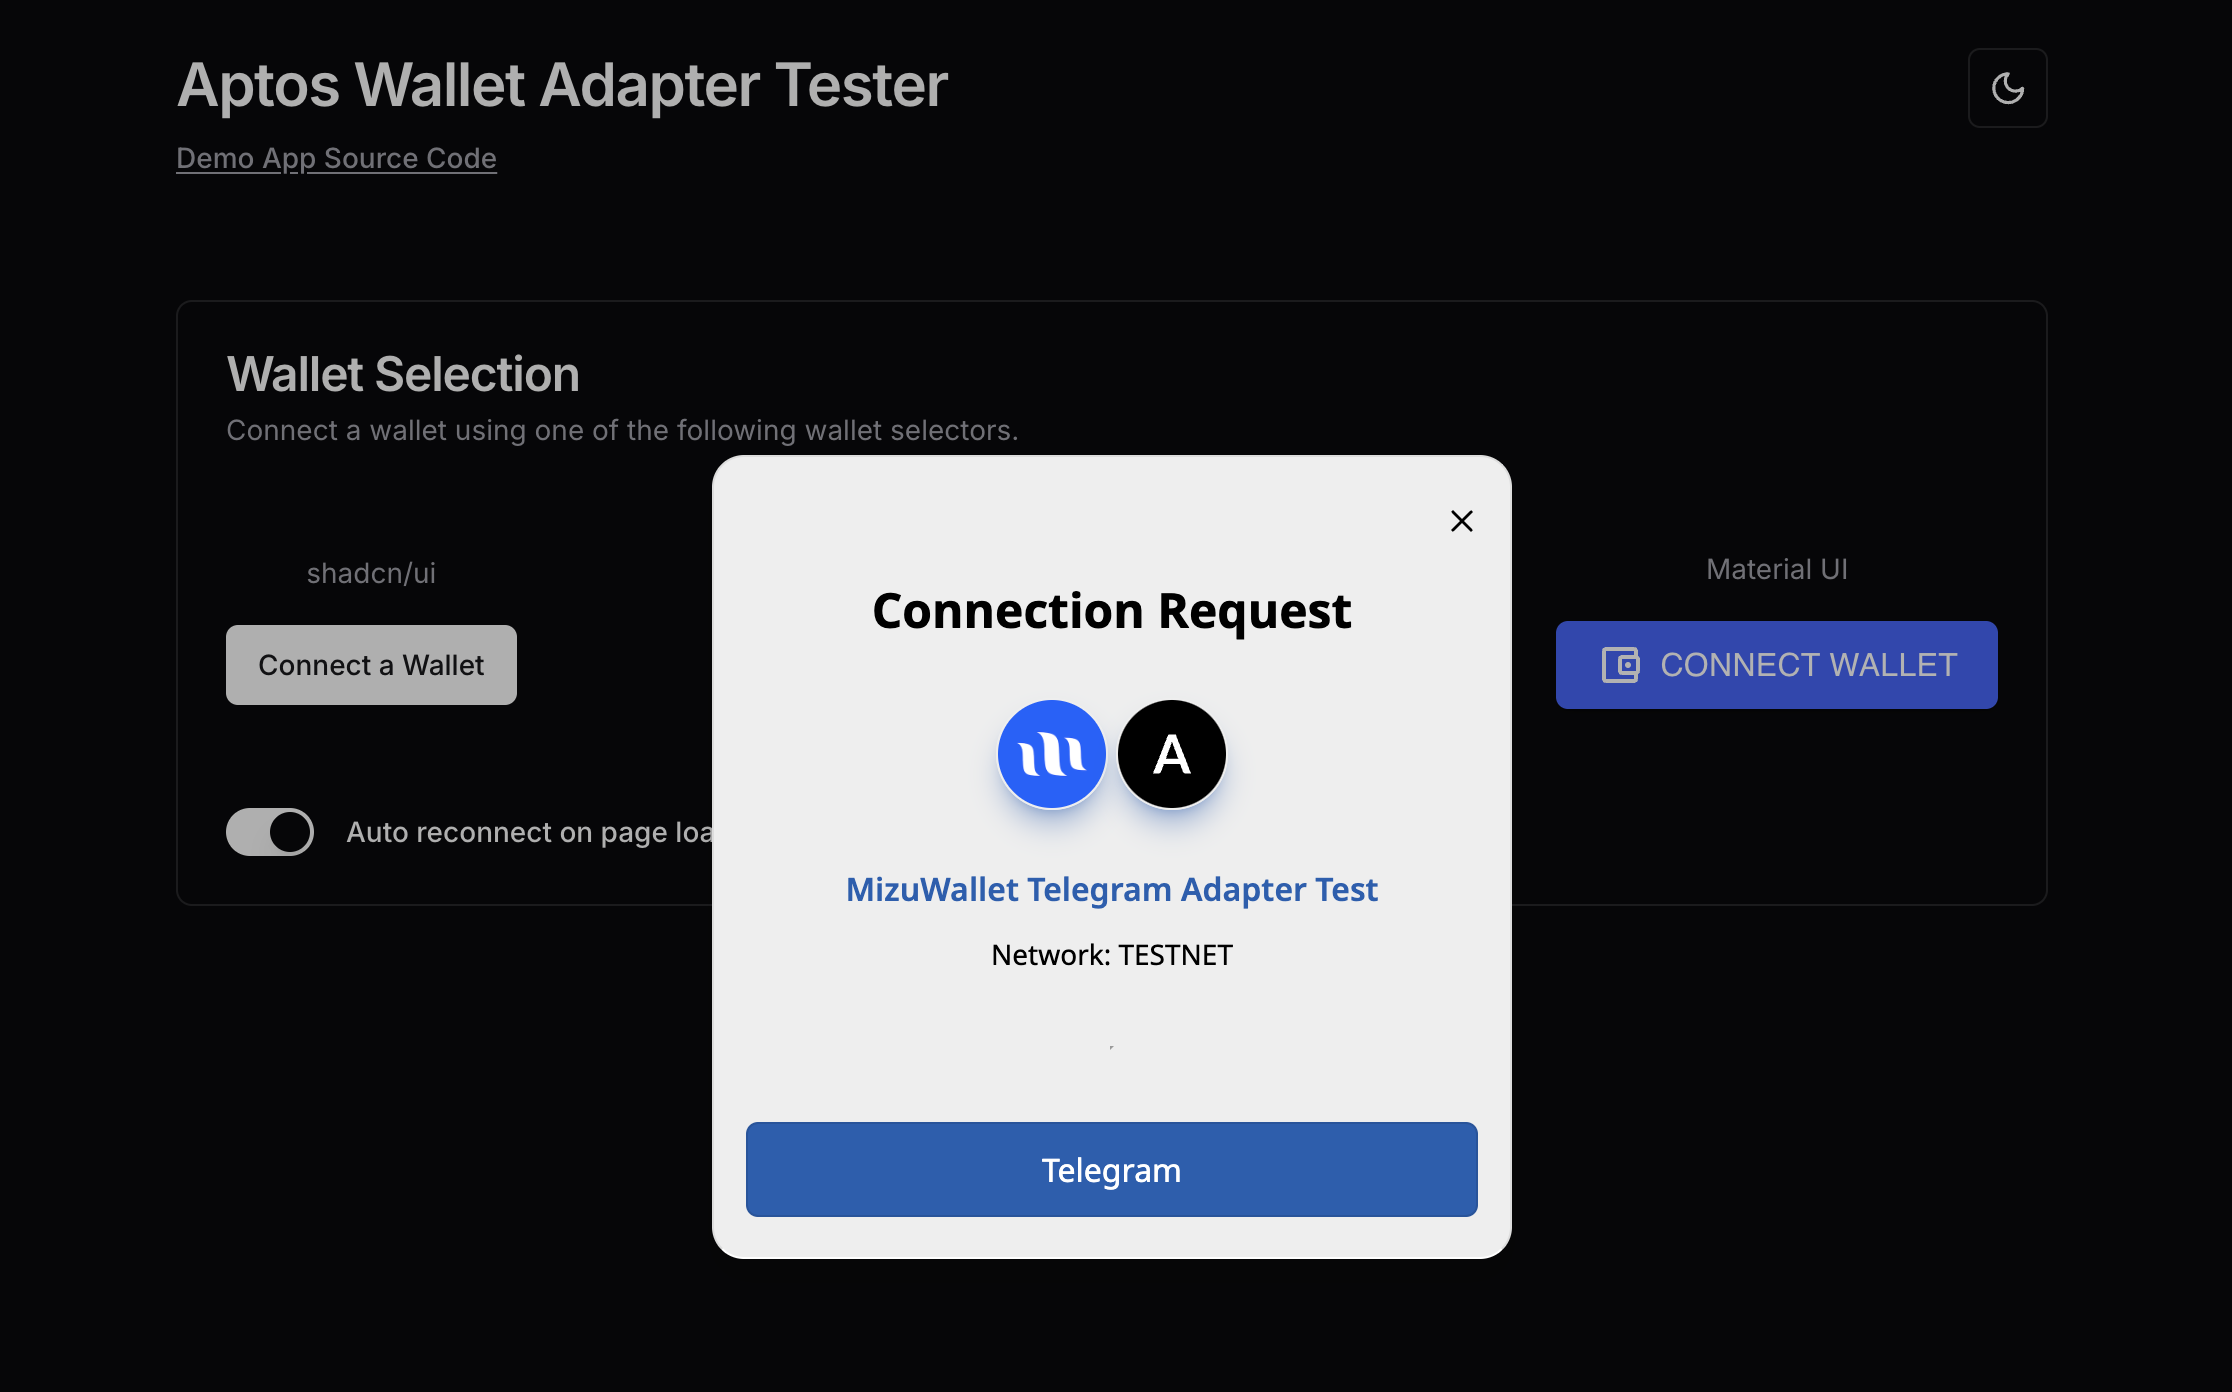 Aptos Wallet Adapter Tester
Demo App Source Code
Wallet Selection
Connect a wallet using one of the following wallet selectors.
shadcn/ui
Connect a Wallet
Material UI
CONNECT WALLET
Auto reconnect on page loa
Connection Request
A
MizuWallet Telegram Adapter Test
Network: TESTNET
Telegram